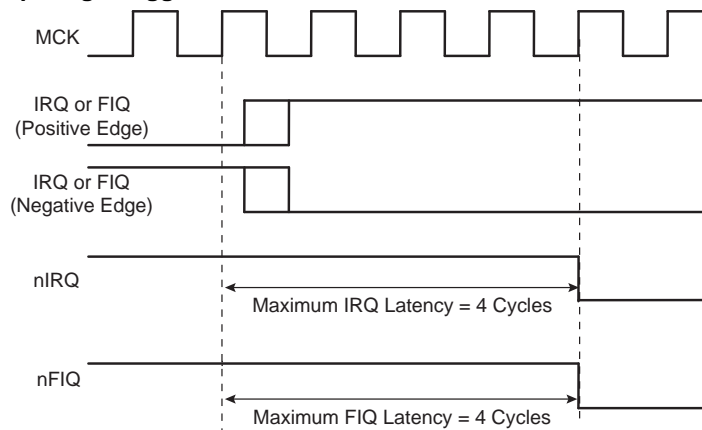 MCK
IRQ or FIQ
(Positive Edge)
IRQ or FIQ
(Negative Edge)
nIRQ
Maximum IRQ Latency = 4 Cycles
nFIQ
Maximum FIQ Latency = 4 Cycles